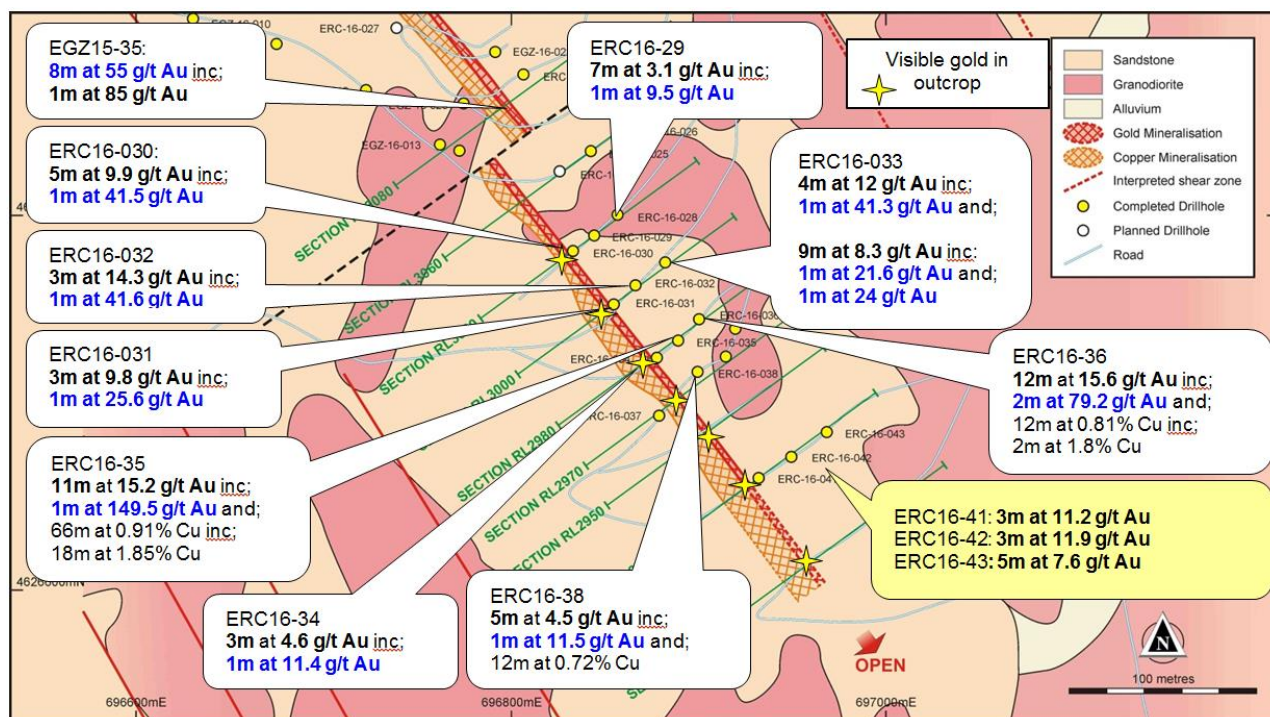 EGZ15-35:
8m at 55 g/t Au inc;
1m at 85 g/t Au
ERC16-030:
5m at 9.9 g/t Au inc;
1m at 41.5 g/t Au
ERC16-032
3m at 14.3 g/t Au inc;
1m at 41.6 g/t Au
ERC16-031
3m at 9.8 g/t Au inc;
1m at 25.6 g/t Au
ERC16-35
11m at 15.2 g/t Au inc;
1m at 149.5 g/t Au and;
66m at 0.91% Cu inc;
18m at 1.85% Cu
ERC16-34
3m at 4.6 g/t Au inc;
1m at 11.4 g/t Au
ERC16-38
5m at 4.5 g/t Au inc;
1m at 11.5 g/t Au and;
12m at 0.72% Cu
ERC16-29
7m at 3.1 g/t Au inc;
1m at 9.5 g/t Au
Visible gold in
outcrop
ERC16-033
4m at 12 g/t Au inc;
1m at 41.3 g/t Au and;
9m at 8.3 g/t Au inc:
1m at 21.6 g/t Au and;
1m at 24 g/t Au
ERC16-36
12m at 15.6 g/t Au inc;
2m at 79.2 g/t Au and;
12m at 0.81% Cu inc;
2m at 1.8% Cu
ERC16-41: 3m at 11.2 g/t Au
ERC16-42: 3m at 11.9 g/t Au
ERC16-43: 5m at 7.6 g/t Au
Sandstone
Granodiorite
Alluvium
Gold Mineralisation
Copper Mineralisation
Interpreted shear zone
Completed Drillhole
Planned Drillhole
Road
ERC-16-027
EGZ-16-013
ERC-16-028
ERC-16-029
ERC-16-030
ERC-16-032
ERC-16-031
ERC-16-035
ERC-16-038
ERC-16-043
ERC-16-042
SECTION
SECTION RL3060
SECTION
SECTION RL2980
SECTION RL2970
SECTION RL2950
OPEN
N
100 metres
696600mE
696800mE
697000mE